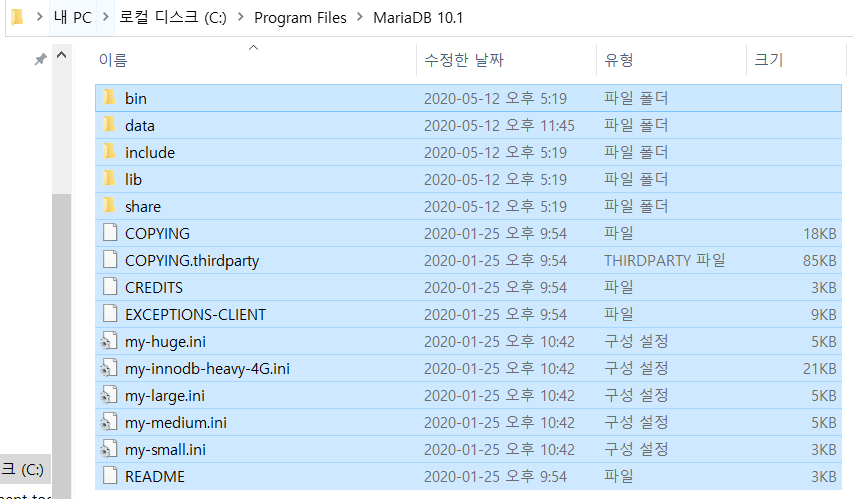 내 PC > 로컬 디스크 (C:) > Program Files > MariaDB 10.1
이름 수정한 날짜 유형 크기
bin 2020-05-12 오후 5:19 파일 폴더
data 2020-05-12 오후 11:45 파일 폴더
include 2020-05-12 오후 5:19 파일 폴더
lib 2020-05-12 오후 5:19 파일 폴더
share 2020-05-12 오후 5:19 파일 폴더
COPYING 2020-01-25 오후 9:54 파일 18KB
COPYING.thirdparty 2020-01-25 오후 9:54 THIRDPARTY 파일 85KB
CREDITS 2020-01-25 오후 9:54 파일 3KB
EXCEPTIONS-CLIENT 2020-01-25 오후 9:54 파일 9KB
my-huge.ini 2020-01-25 오후 10:42 구성 설정 5KB
my-innodb-heavy-4G.ini 2020-01-25 오후 10:42 구성 설정 21KB
my-large.ini 2020-01-25 오후 10:42 구성 설정 5KB
my-medium.ini 2020-01-25 오후 10:42 구성 설정 5KB
my-small.ini 2020-01-25 오후 10:42 구성 설정 3KB
크 (C:)
README 2020-01-25 오후 9:54 파일 3KB